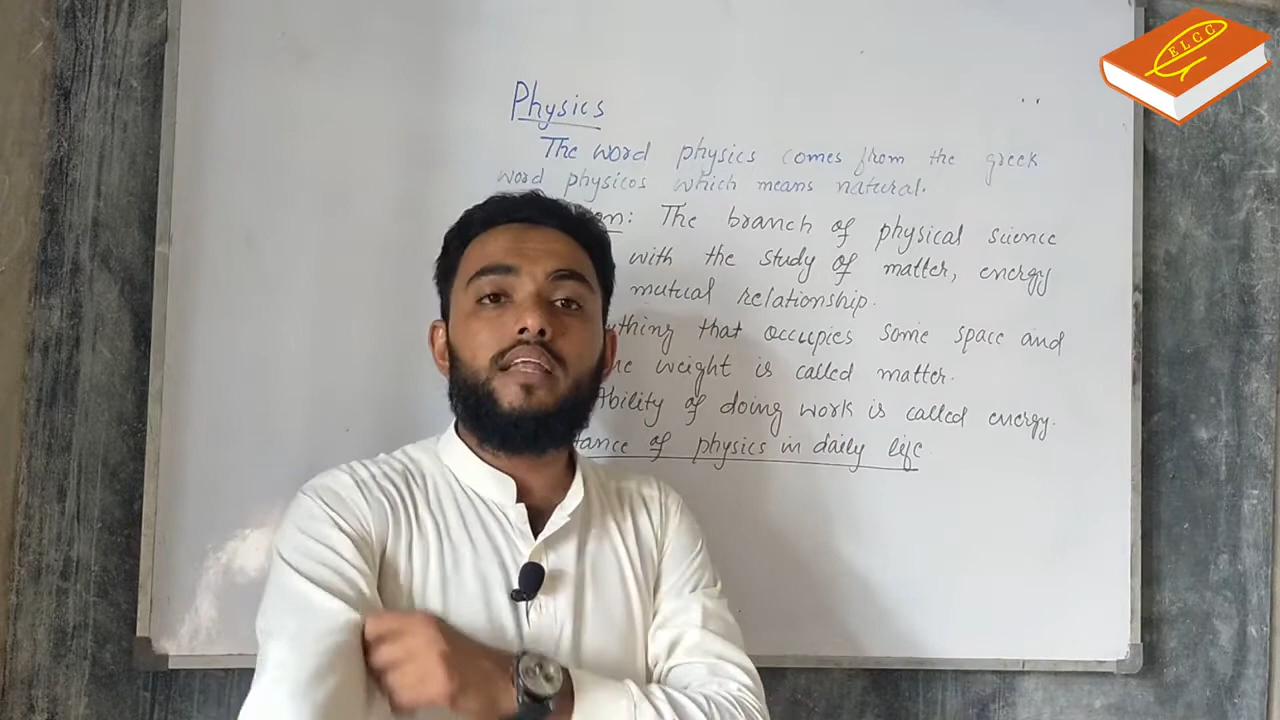 ELCC
Physics
The word physics comes from the greek
word physicos which means natural.
The branch of physical science
with the study of matter, energy
mutual relationship.
that occupies some space and
weight is called matter.
Ability of doing work is called energy.
of physics in daily life